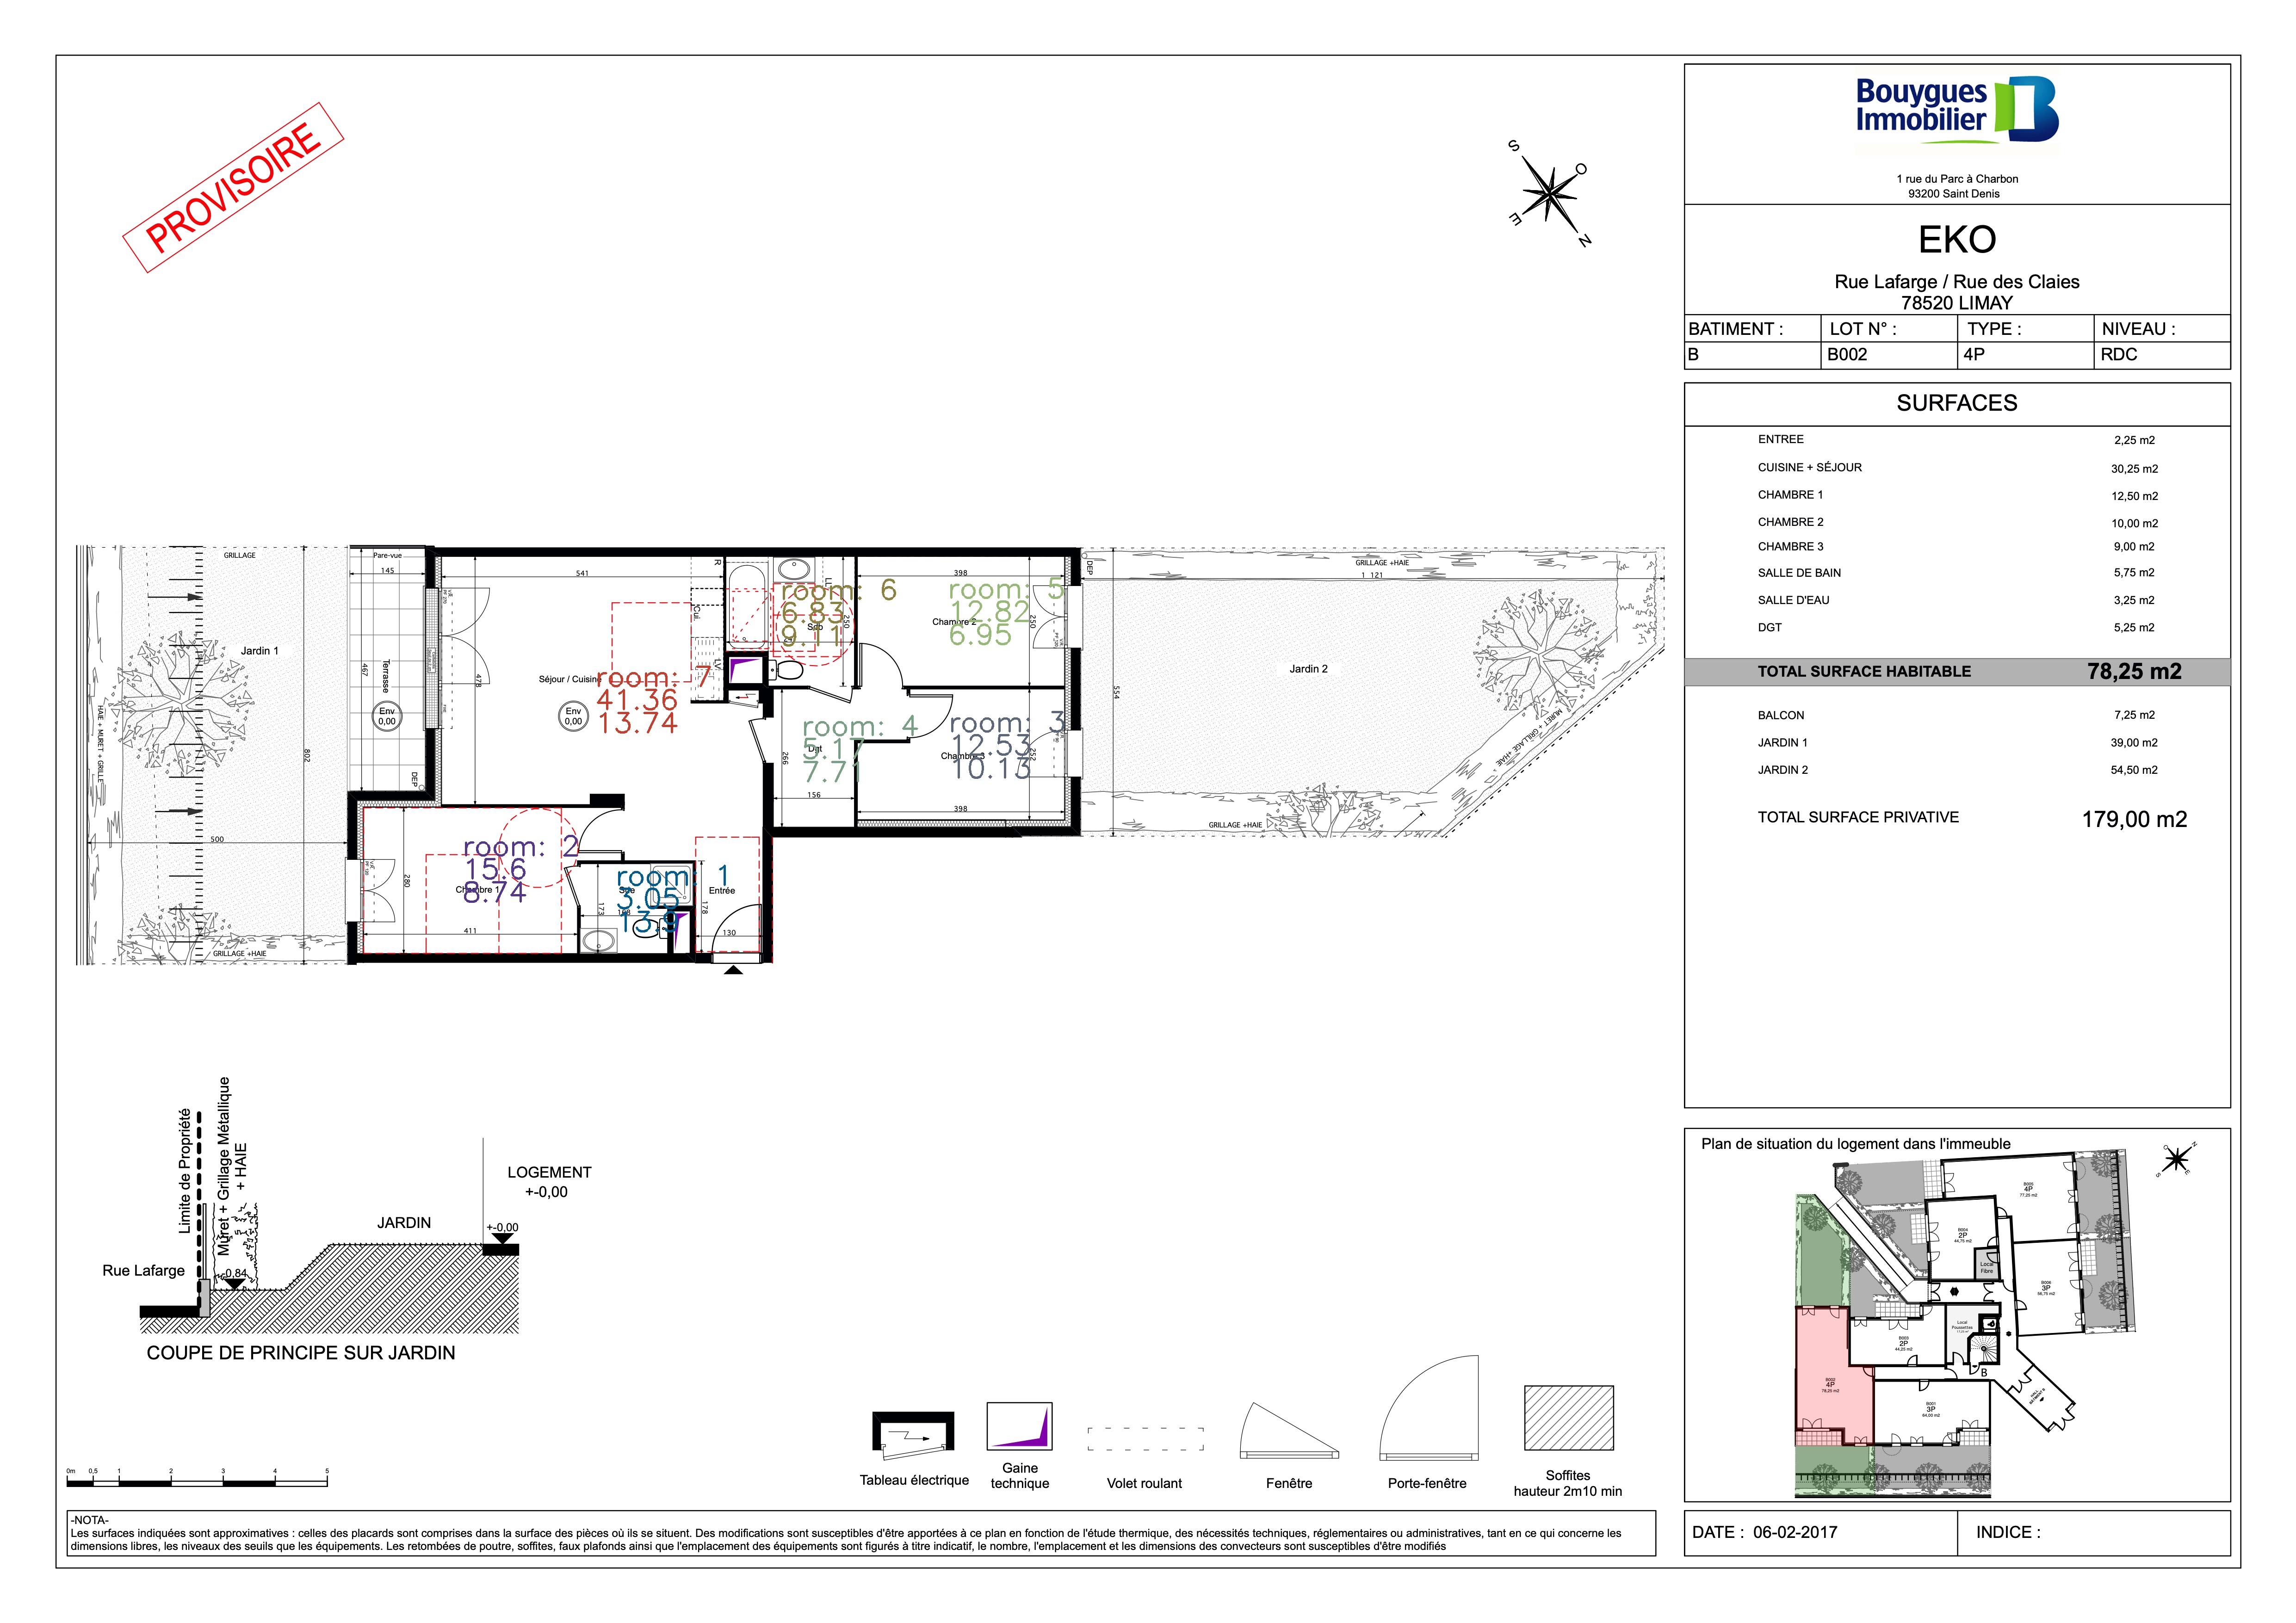 PROVISOIRE
S
O
E
N
Bouygues
Immobilier
1 rue du Parc à Charbon
93200 Saint Denis
EKO
Rue Lafarge / Rue des Claies
78520 LIMAY
BATIMENT : LOT N° : TYPE : NIVEAU :
B B002 4P RDC
SURFACES
ENTREE 2,25 m2
CUISINE + SÉJOUR 30,25 m2
CHAMBRE 1 12,50 m2
CHAMBRE 2 10,00 m2
CHAMBRE 3 9,00 m2
SALLE DE BAIN 5,75 m2
SALLE D'EAU 3,25 m2
DGT 5,25 m2
TOTAL SURFACE HABITABLE 78,25 m2
BALCON 7,25 m2
JARDIN 1 39,00 m2
JARDIN 2 54,50 m2
TOTAL SURFACE PRIVATIVE 179,00 m2
GRILLAGE
Pare-vue
145
541
R
398
DEP
GRILLAGE +HAIE
1 121
room: 6
6.83
9.11
Sdb
LL
250
room: 5
12.82
6.95
Chambre 2
250
Jardin 1
Terrasse
467
478
Cui.
LV
Séjour / Cuisine
room: 7
41.36
13.74
Env
0,00
Env
0,00
Jardin 2
554
HAIE + MURET + GRILLE
802
DEP
room: 4
5.17
7.71
Dgt
266
156
room: 3
12.53
10.13
Chambre 3
252
398
MURET + GRILLAGE +HAIE
GRILLAGE +HAIE
500
room: 2
15.6
8.74
Chambre 1
280
411
room: 1
3.05
13.9
Sde
173
Entrée
178
130
GRILLAGE +HAIE
Limite de Propriété
Muret + Grillage Métallique
+ HAIE
LOGEMENT
+-0,00
JARDIN
+-0,00
Rue Lafarge
-0,84
COUPE DE PRINCIPE SUR JARDIN
0m 0,5 1 2 3 4 5
Tableau électrique
Gaine
technique
Volet roulant
Fenêtre
Porte-fenêtre
Soffites
hauteur 2m10 min
Plan de situation du logement dans l'immeuble
O
N
S
E
B005
4P
77,25 m2
B004
2P
44,75 m2
Local
Fibre
B006
3P
56,75 m2
Local
Poussettes
B003
2P
44,25 m2
B
B002
4P
78,25 m2
B001
3P
64,00 m2
-NOTA-
Les surfaces indiquées sont approximatives : celles des placards sont comprises dans la surface des pièces où ils se situent. Des modifications sont susceptibles d'être apportées à ce plan en fonction de l'étude thermique, des nécessités techniques, réglementaires ou administratives, tant en ce qui concerne les
dimensions libres, les niveaux des seuils que les équipements. Les retombées de poutre, soffites, faux plafonds ainsi que l'emplacement des équipements sont figurés à titre indicatif, le nombre, l'emplacement et les dimensions des convecteurs sont susceptibles d'être modifiés
DATE : 06-02-2017 INDICE :